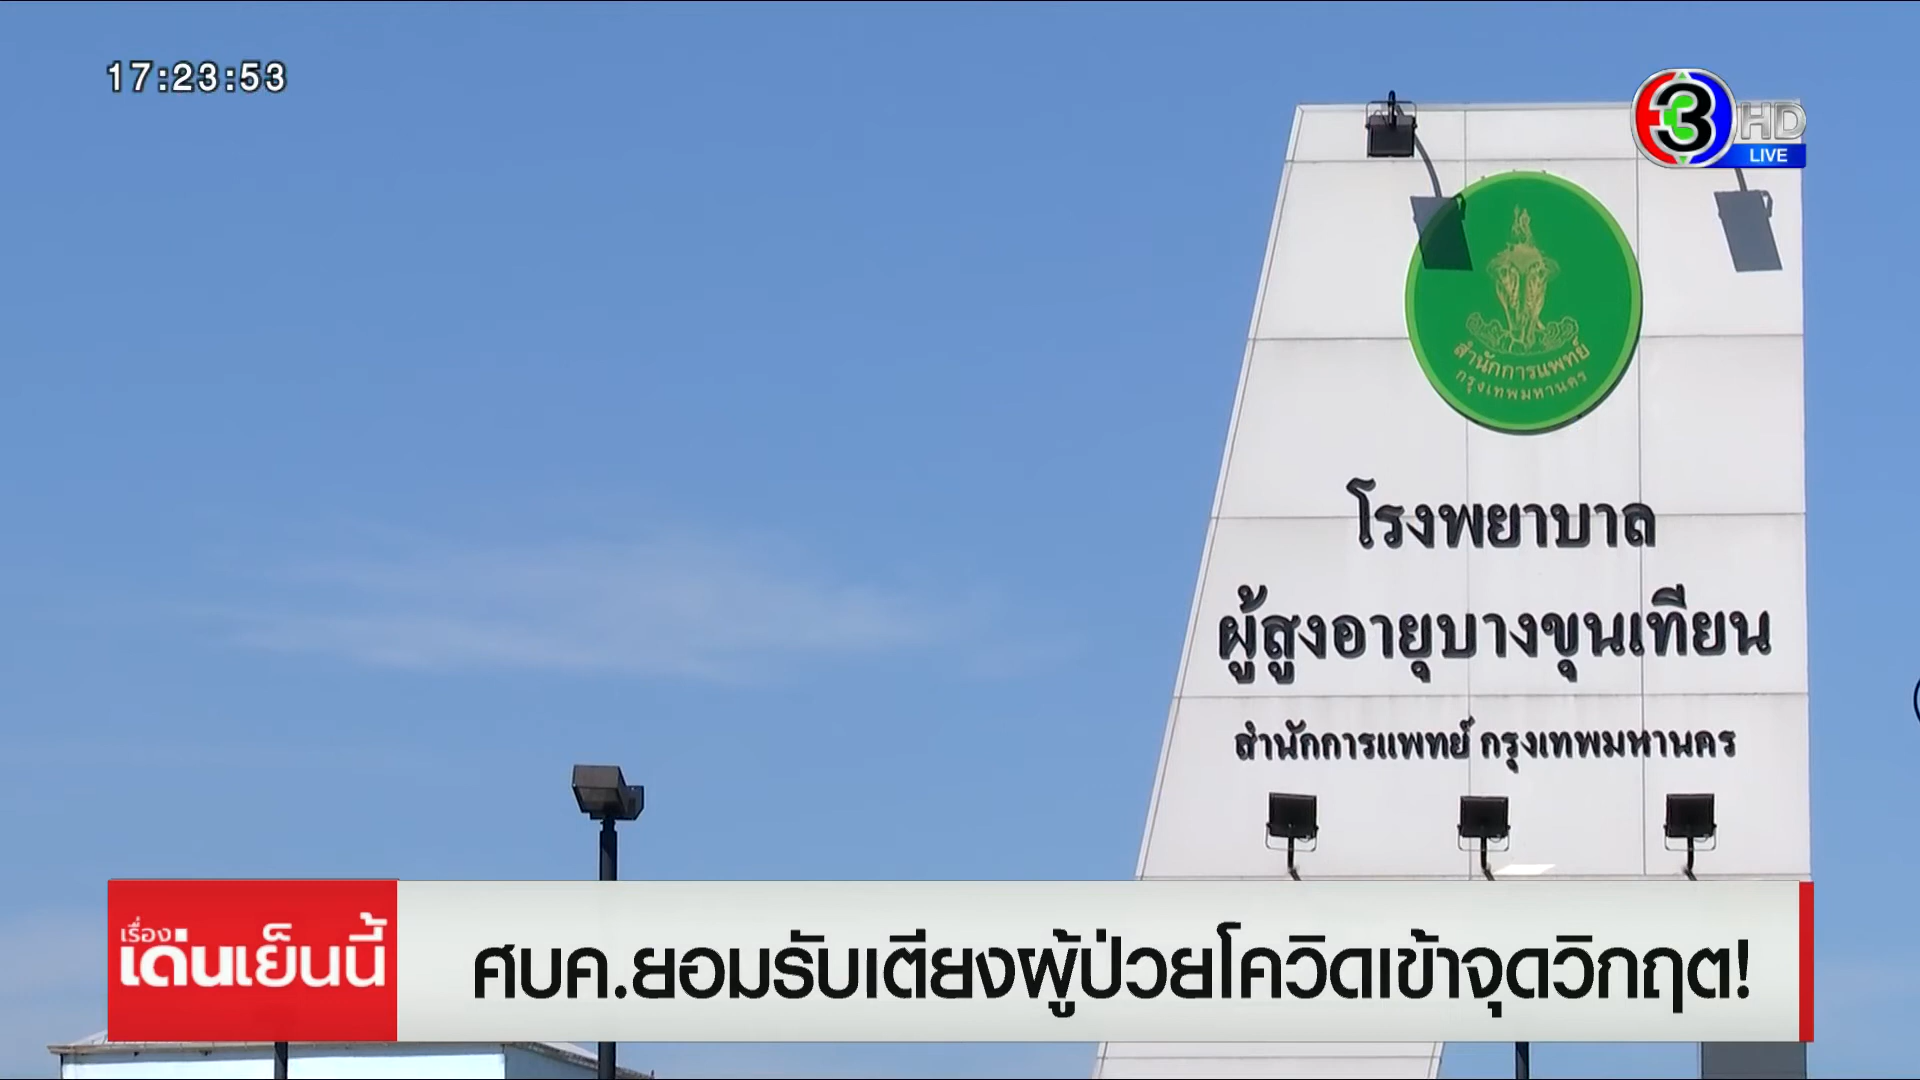 17:23:53
3 HD
LIVE
สำนักการแพทย์
กรุงเทพมหานคร
โรงพยาบาล
ผู้สูงอายุบางขุนเทียน
สำนักการแพทย์ กรุงเทพมหานคร
เรื่อง
เด่นเย็นนี้
ศบค.ยอมรับเตียงผู้ป่วยโควิดเข้าจุดวิกฤต!